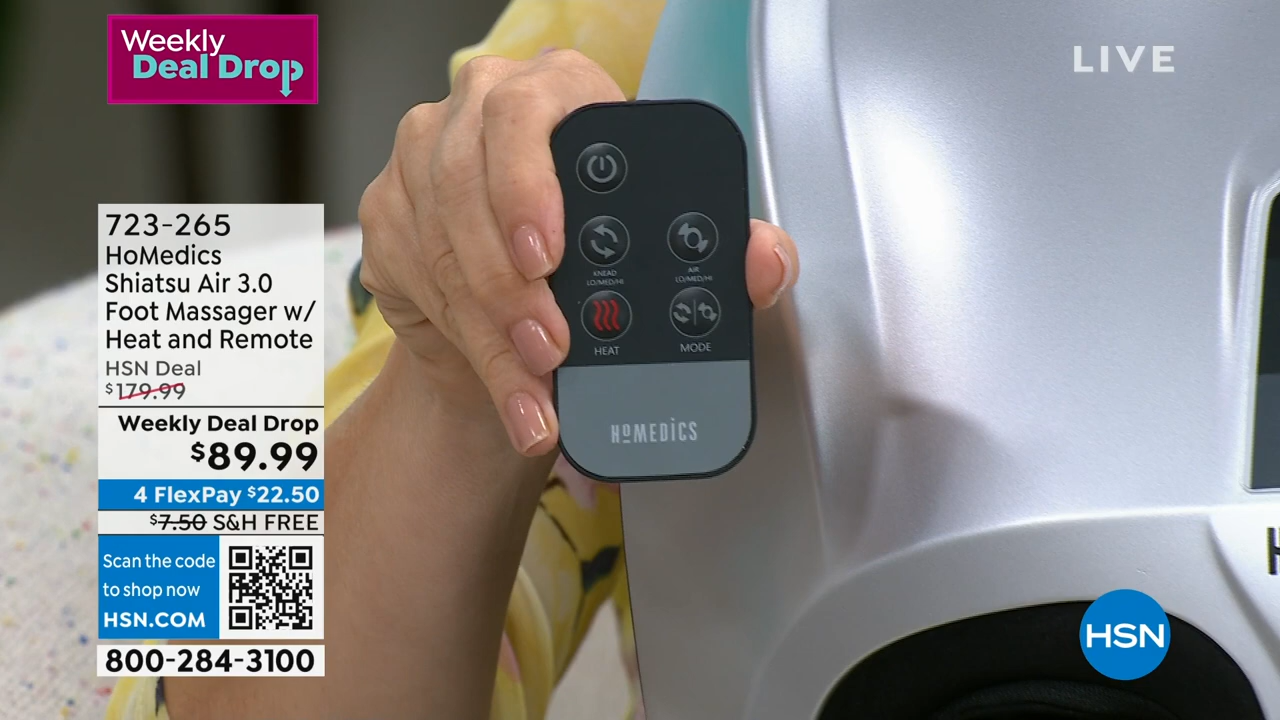 Weekly
Deal Drop
LIVE
723-265
HoMedics
Shiatsu Air 3.0
Foot Massager w/
Heat and Remote
HSN Deal
$179.99
Weekly Deal Drop
$89.99
4 FlexPay $22.50
$7.50 S&H FREE
Scan the code
to shop now
HSN.COM
800-284-3100
KNEAD
LO/MED/HI
AIR
LO/MED/HI
HEAT
MODE
HoMEDICS
H
HSN